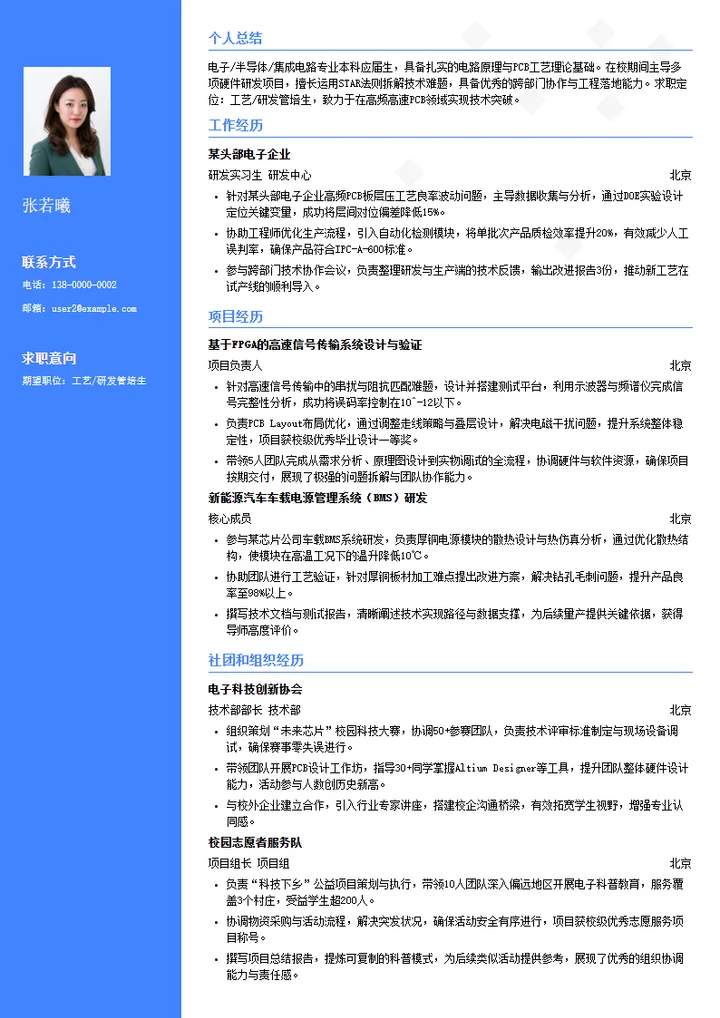 张若曦
联系方式
电话：138-0000-0002
邮箱：user2@example.com
求职意向
期望职位：工艺/研发管培生
个人总结
电子/半导体/集成电路专业本科应届生，具备扎实的电路原理与PCB工艺理论基础。在校期间主导多
项硬件研发项目，擅长运用STAR法则拆解技术难题，具备优秀的跨部门协作与工程落地能力。求职定
位：工艺/研发管培生，致力于在高频高速PCB领域实现技术突破。
工作经历
某头部电子企业
研发实习生 研发中心 北京
• 针对某头部电子企业高频PCB板层压工艺良率波动问题，主导数据收集与分析，通过DOE实验设计
定位关键变量，成功将层间对位偏差降低15%。
• 协助工程师优化生产流程，引入自动化检测模块，将单批次产品质检效率提升20%，有效减少人工
误判率，确保产品符合IPC-A-600标准。
• 参与跨部门技术协作会议，负责整理研发与生产端的技术反馈，输出改进报告3份，推动新工艺在
试产线的顺利导入。
项目经历
基于FPGA的高速信号传输系统设计与验证
项目负责人 北京
• 针对高速信号传输中的串扰与阻抗匹配难题，设计并搭建测试平台，利用示波器与频谱仪完成信
号完整性分析，成功将误码率控制在10^-12以下。
• 负责PCB Layout布局优化，通过调整走线策略与叠层设计，解决电磁干扰问题，提升系统整体稳
定性，项目获校级优秀毕业设计一等奖。
• 带领5人团队完成从需求分析、原理图设计到实物调试的全流程，协调硬件与软件资源，确保项目
按期交付，展现了极强的问题拆解与团队协作能力。
新能源汽车车载电源管理系统（BMS）研发
核心成员 北京
• 参与某芯片公司车载BMS系统研发，负责厚铜电源模块的散热设计与热仿真分析，通过优化散热结
构，使模块在高温工况下的温升降低10℃。
• 协助团队进行工艺验证，针对厚铜板材加工难点提出改进方案，解决钻孔毛刺问题，提升产品良
率至98%以上。
• 撰写技术文档与测试报告，清晰阐述技术实现路径与数据支撑，为后续量产提供关键依据，获得
导师高度评价。
社团和组织经历
电子科技创新协会
技术部部长 技术部 北京
• 组织策划“未来芯片”校园科技大赛，协调50+参赛团队，负责技术评审标准制定与现场设备调
试，确保赛事零失误进行。
• 带领团队开展PCB设计工作坊，指导30+同学掌握Altium Designer等工具，提升团队整体硬件设计
能力，活动参与人数创历史新高。
• 与校外企业建立合作，引入行业专家讲座，搭建校企沟通桥梁，有效拓宽学生视野，增强专业认
同感。
校园志愿者服务队
项目组长 项目组 北京
• 负责“科技下乡”公益项目策划与执行，带领10人团队深入偏远地区开展电子科普教育，服务覆
盖3个村庄，受益学生超200人。
• 协调物资采购与活动流程，解决突发状况，确保活动安全有序进行，项目获校级优秀志愿服务项
目称号。
• 撰写项目总结报告，提炼可复制的科普模式，为后续类似活动提供参考，展现了优秀的组织协调
能力与责任感。